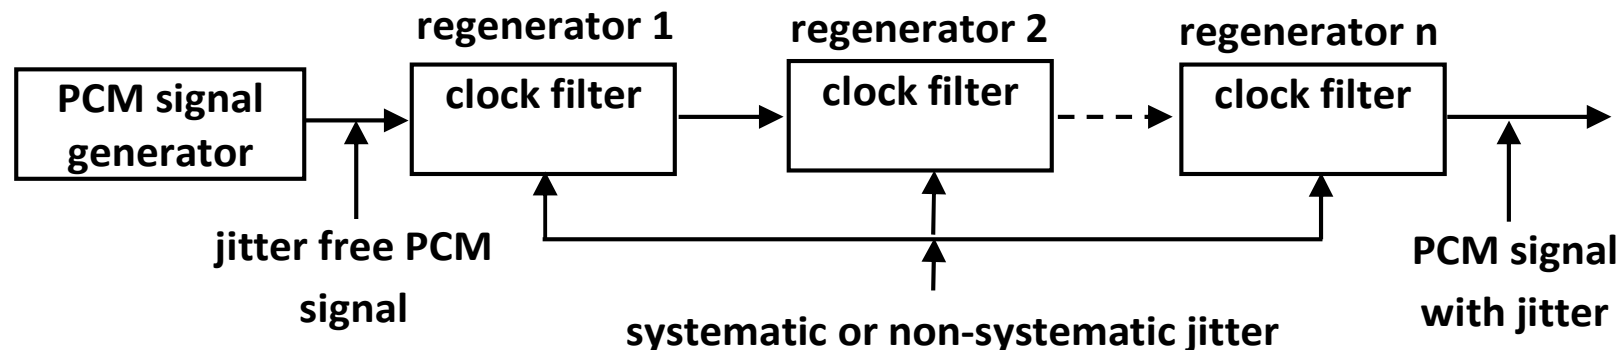 regenerator 1
regenerator 2
regenerator n
PCM signal
generator
clock filter
clock filter
clock filter
jitter free PCM
signal
systematic or non-systematic jitter
PCM signal
with jitter